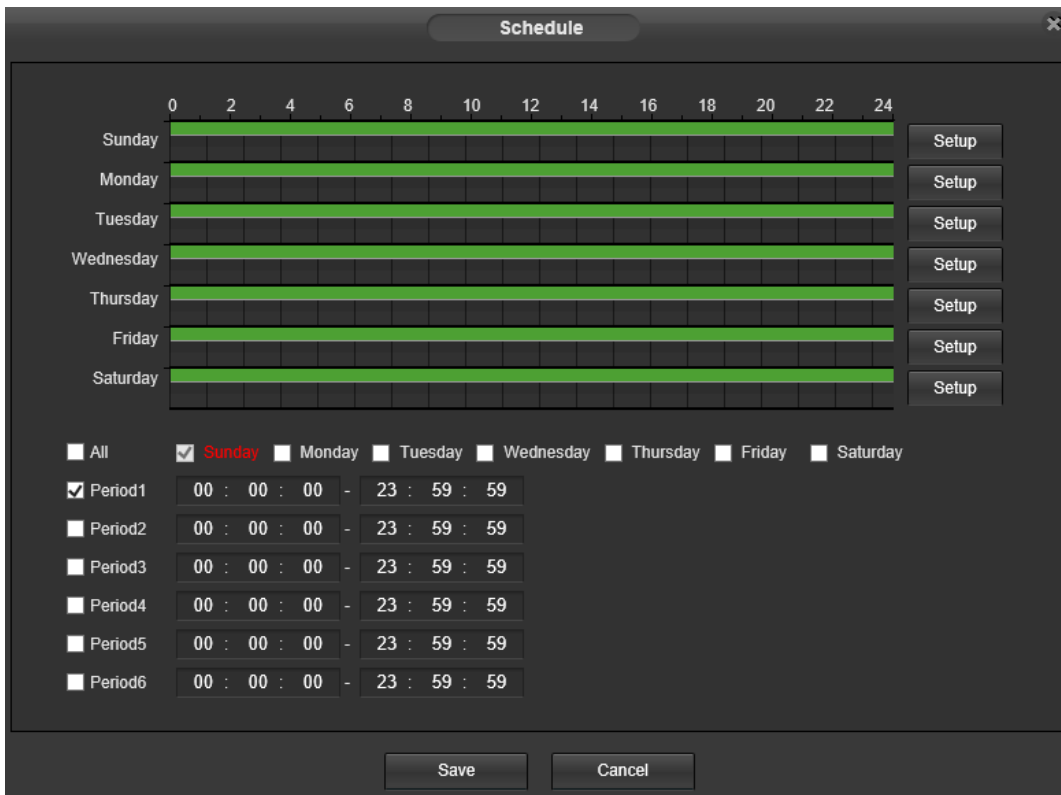 Schedule
0 2 4 6 8 10 12 14 16 18 20 22 24
Sunday Setup
Monday Setup
Tuesday Setup
Wednesday Setup
Thursday Setup
Friday Setup
Saturday Setup
All Sunday Monday Tuesday Wednesday Thursday Friday Saturday
Period1 00 : 00 : 00 - 23 : 59 : 59
Period2 00 : 00 : 00 - 23 : 59 : 59
Period3 00 : 00 : 00 - 23 : 59 : 59
Period4 00 : 00 : 00 - 23 : 59 : 59
Period5 00 : 00 : 00 - 23 : 59 : 59
Period6 00 : 00 : 00 - 23 : 59 : 59
Save Cancel